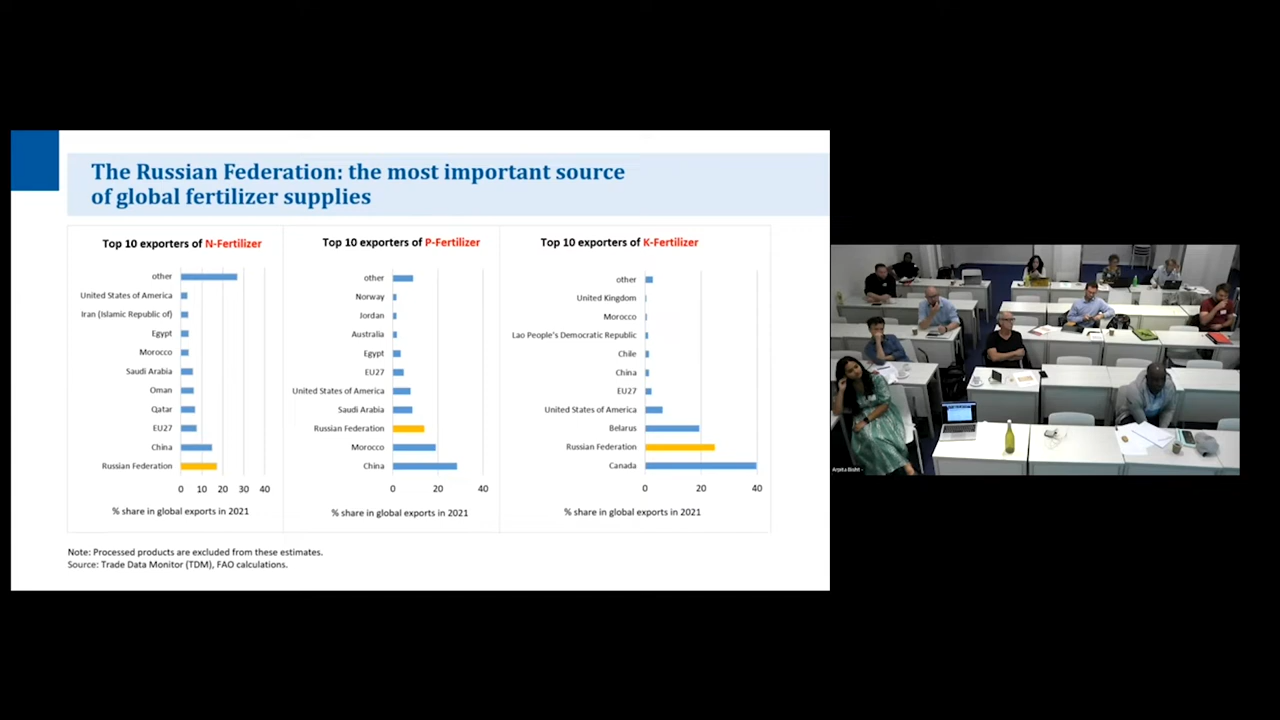 The Russian Federation: the most important source
of global fertilizer supplies
Top 10 exporters of N-Fertilizer
other
United States of America
Iran (Islamic Republic of)
Egypt
Morocco
Saudi Arabia
Oman
Qatar
EU27
China
Russian Federation
0 10 20 30 40
% share in global exports in 2021
Top 10 exporters of P-Fertilizer
other
Norway
Jordan
Australia
Egypt
EU27
United States of America
Saudi Arabia
Russian Federation
Morocco
China
0 20 40
% share in global exports in 2021
Top 10 exporters of K-Fertilizer
other
United Kingdom
Morocco
Lao People's Democratic Republic
Chile
China
EU27
United States of America
Belarus
Russian Federation
Canada
0 20 40
% share in global exports in 2021
Note: Processed products are excluded from these estimates.
Source: Trade Data Monitor (TDM), FAO calculations.
Arpita Bisht